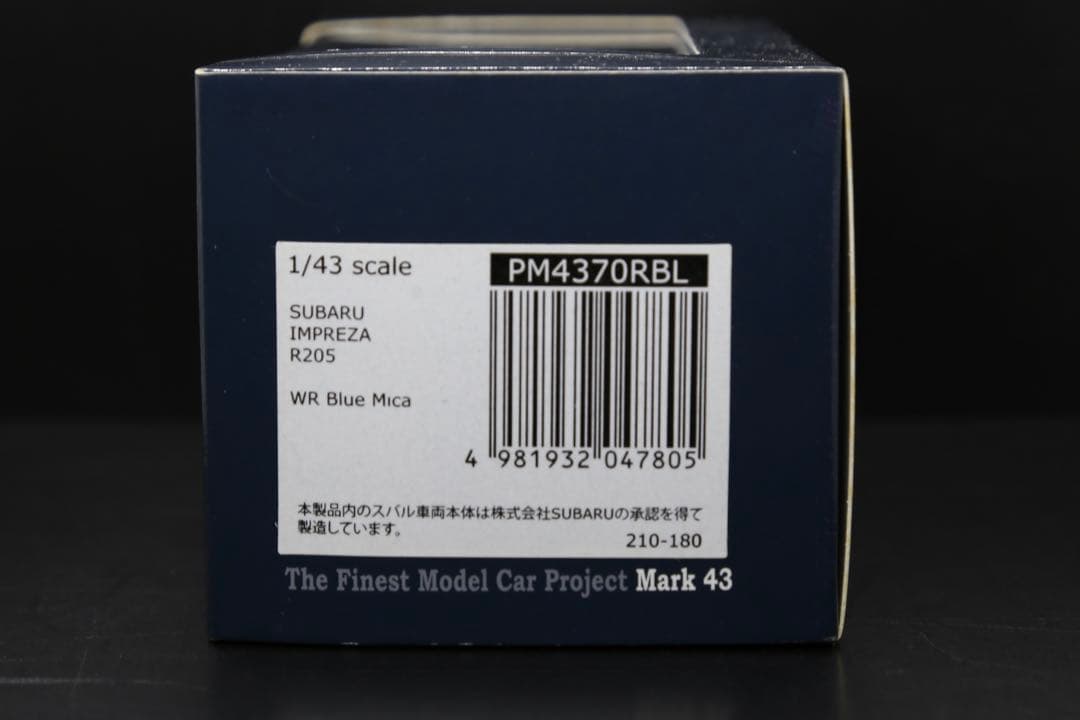 1/43 scale
PM4370RBL
SUBARU
IMPREZA
R205
WR Blue Mica
4 981932 047805
本製品内のスバル車両本体は株式会社SUBARUの承認を得て
製造しています。
210-180
The Finest Model Car Project Mark 43